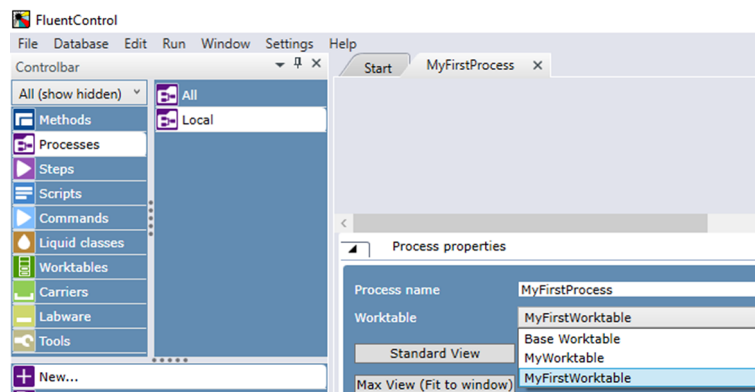 FluentControl
File Database Edit Run Window Settings Help
Controlbar
Start
MyFirstProcess
All (show hidden)
Methods
Processes
Steps
Scripts
Commands
Liquid classes
Worktables
Carriers
Labware
Tools
New...
All
Local
Process properties
Process name MyFirstProcess
Worktable MyFirstWorktable
Base Worktable
MyWorktable
MyFirstWorktable
Standard View
Max View (Fit to window)